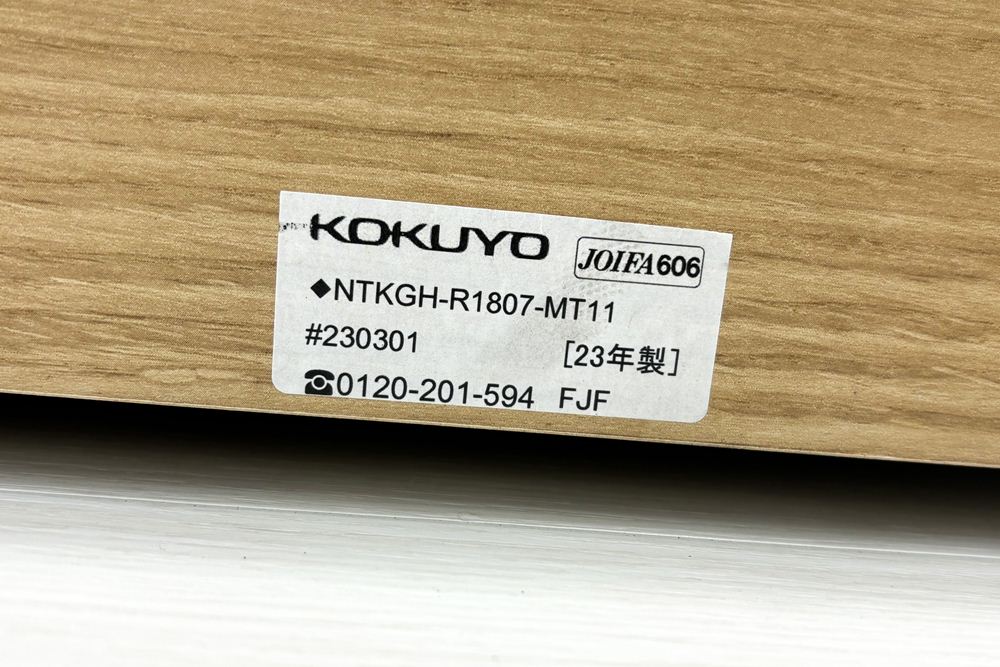 KOKUYO JOIFA606
◆NTKGH-R1807-MT11
#230301 [23年製]
☎0120-201-594 FJF